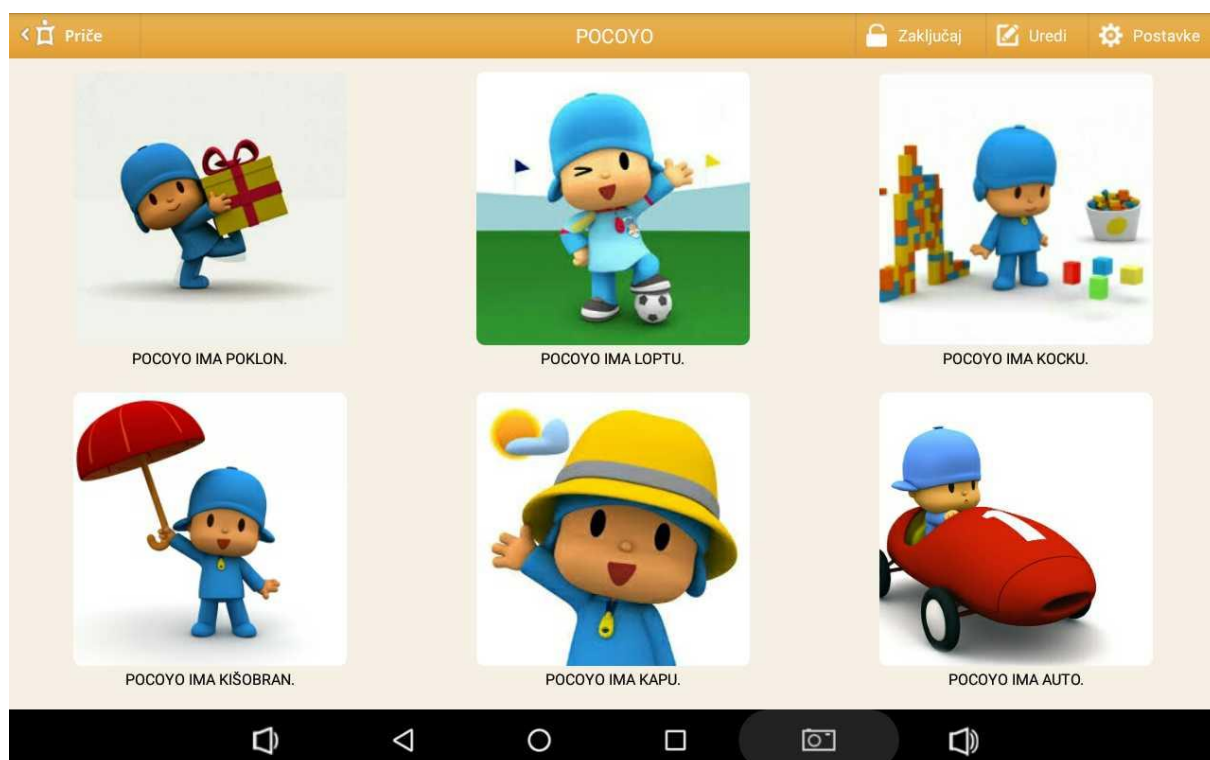 Priče
POCOYO
Zaključaj
Uredi
Postavke
POCOYO IMA POKLON.
POCOYO IMA LOPTU.
POCOYO IMA KOCKU.
1
POCOYO IMA KIŠOBRAN.
POCOYO IMA KAPU.
POCOYO IMA AUTO.